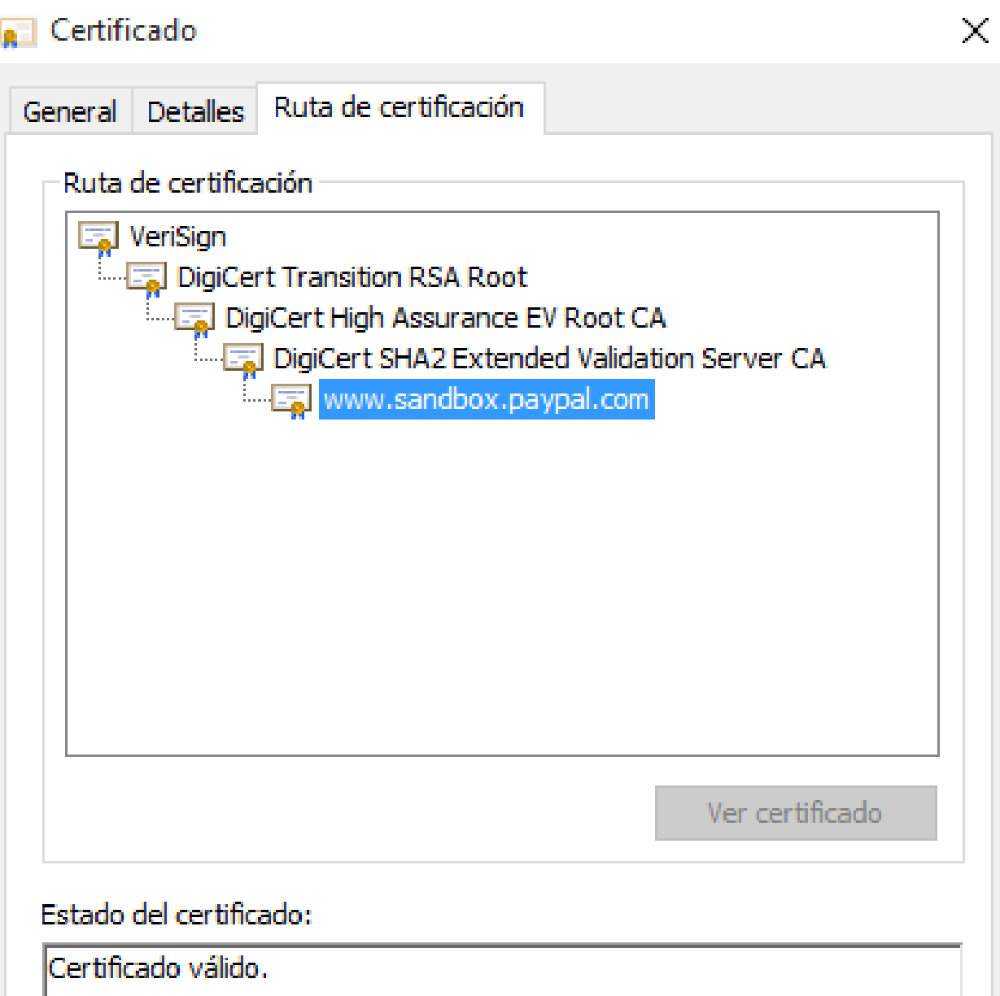 Certificado
General Detalles Ruta de certificación
Ruta de certificación
VeriSign
DigiCert Transition RSA Root
DigiCert High Assurance EV Root CA
DigiCert SHA2 Extended Validation Server CA
www.sandbox.paypal.com
Ver certificado
Estado del certificado:
Certificado válido.